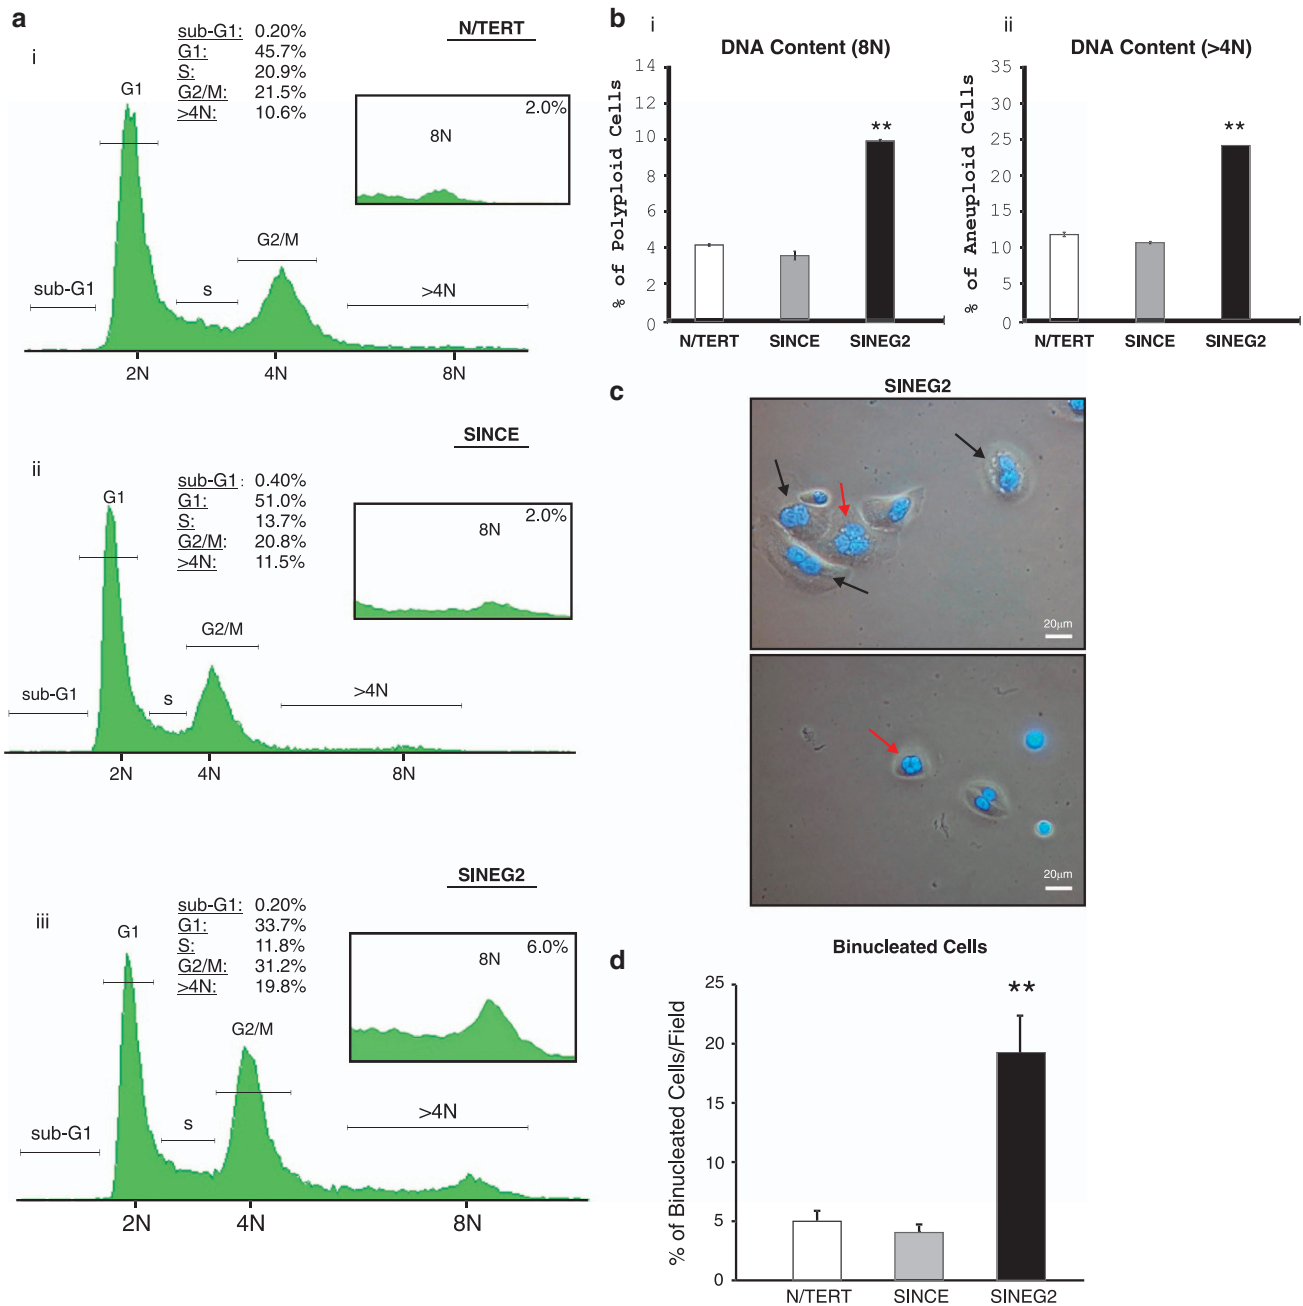 a
i
N/TERT
sub-G1: 0.20%
G1: 45.7%
S: 20.9%
G2/M: 21.5%
>4N: 10.6%
2.0%
8N
G1
G2/M
sub-G1
s
>4N
2N 4N 8N
ii
SINCE
sub-G1: 0.40%
G1: 51.0%
S: 13.7%
G2/M: 20.8%
>4N: 11.5%
2.0%
8N
G1
G2/M
sub-G1
s
>4N
2N 4N 8N
iii
SINEG2
sub-G1: 0.20%
G1: 33.7%
S: 11.8%
G2/M: 31.2%
>4N: 19.8%
6.0%
8N
G1
G2/M
sub-G1
s
>4N
2N 4N 8N
b
i
DNA Content (8N)
% of Polyploid Cells
14
12
10
8
6
4
2
0
**
N/TERT SINCE SINEG2
ii
DNA Content (>4N)
% of Aneuploid Cells
35
30
25
20
15
10
5
0
**
N/TERT SINCE SINEG2
c
SINEG2
20µm
20µm
d
Binucleated Cells
% of Binucleated Cells/Field
25
20
15
10
5
0
**
N/TERT SINCE SINEG2